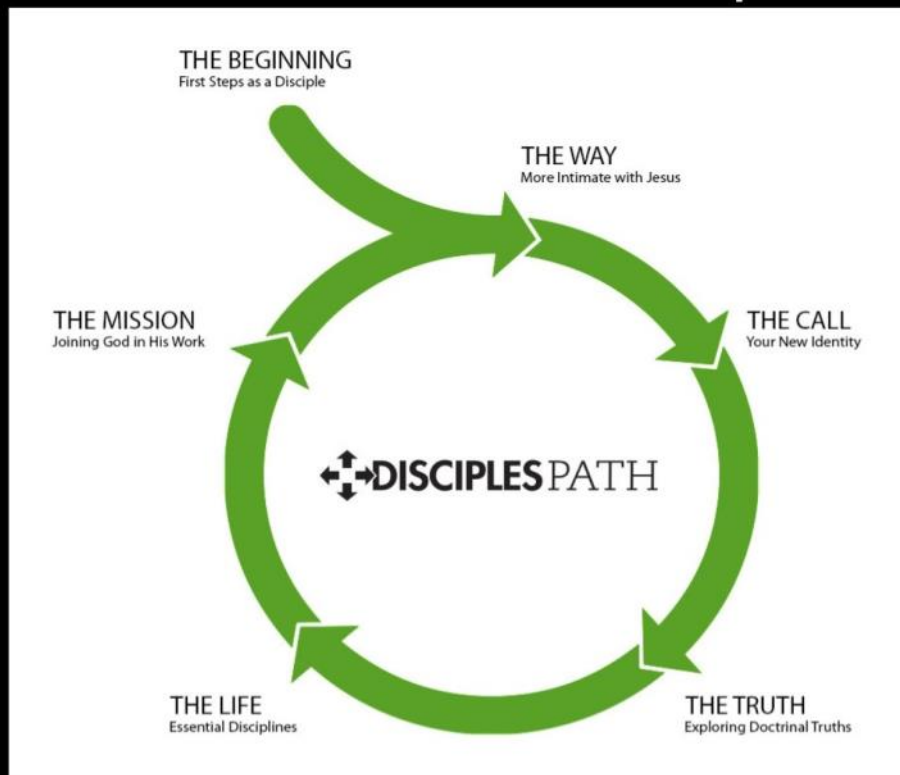 THE BEGINNING
First Steps as a Disciple
THE WAY
More Intimate with Jesus
THE CALL
Your New Identity
THE TRUTH
Exploring Doctrinal Truths
THE LIFE
Essential Disciplines
THE MISSION
Joining God in His Work
DISCIPLES PATH